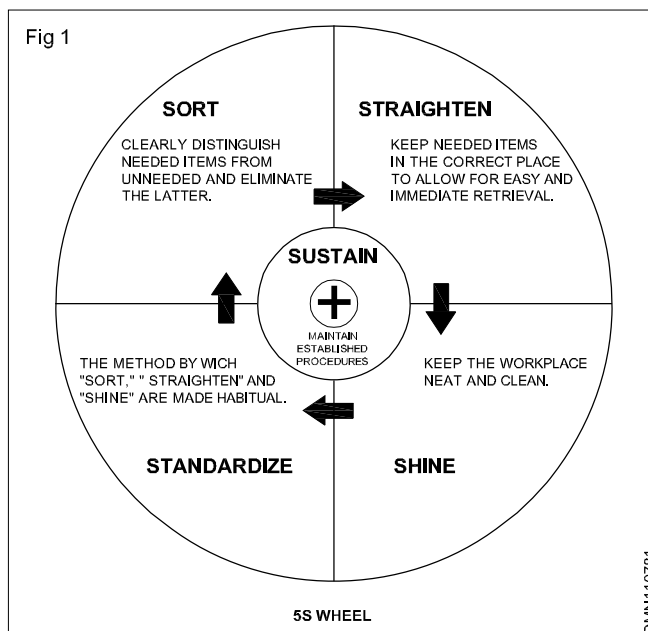 Fig 1
SORT
CLEARLY DISTINGUISH
NEEDED ITEMS FROM
UNNEEDED AND ELIMINATE
THE LATTER.
STRAIGHTEN
KEEP NEEDED ITEMS
IN THE CORRECT PLACE
TO ALLOW FOR EASY AND
IMMEDIATE RETRIEVAL.
SUSTAIN
MAINTAIN
ESTABLISHED
PROCEDURES
THE METHOD BY WICH
"SORT," " STRAIGHTEN" AND
"SHINE" ARE MADE HABITUAL.
STANDARDIZE
KEEP THE WORKPLACE
NEAT AND CLEAN.
SHINE
5S WHEEL